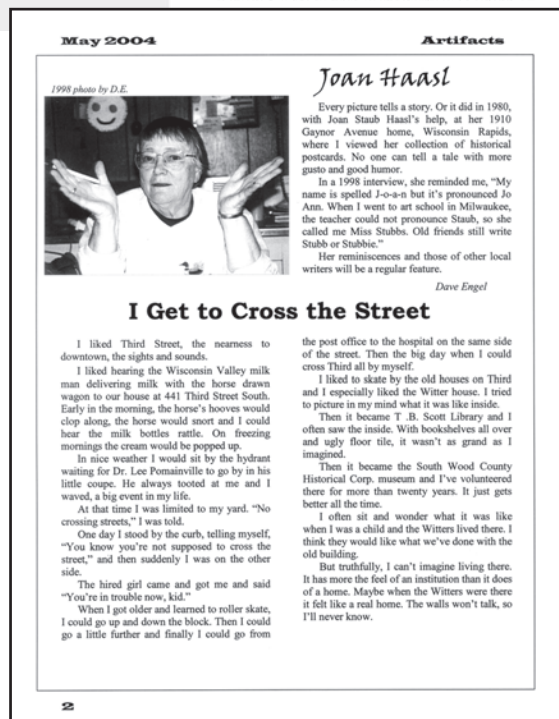 May 2004
Artifacts
1998 photo by D.E.
Joan Haasl
Every picture tells a story. Or it did in 1980,
with Joan Staub Haasl's help, at her 1910
Gaynor Avenue home, Wisconsin Rapids,
where I viewed her collection of historical
postcards. No one can tell a tale with more
gusto and good humor.
In a 1998 interview, she reminded me, “My
name is spelled J-o-a-n but it's pronounced Jo
Ann. When I went to art school in Milwaukee,
the teacher could not pronounce Staub, so she
called me Miss Stubbs. Old friends still write
Stubb or Stubbie.”
Her reminiscences and those of other local
writers will be a regular feature.
Dave Engel
I Get to Cross the Street
I liked Third Street, the nearness to
downtown, the sights and sounds.
I liked hearing the Wisconsin Valley milk
man delivering milk with the horse drawn
wagon to our house at 441 Third Street South.
Early in the morning, the horse's hooves would
clop along, the horse would snort and I could
hear the milk bottles rattle. On freezing
mornings the cream would be popped up.
In nice weather I would sit by the hydrant
waiting for Dr. Lee Pomainville to go by in his
little coupe. He always tooted at me and I
waved, a big event in my life.
At that time I was limited to my yard. “No
crossing streets,” I was told.
One day I stood by the curb, telling myself,
“You know you're not supposed to cross the
street,” and then suddenly I was on the other
side.
The hired girl came and got me and said
“You're in trouble now, kid.”
When I got older and learned to roller skate,
I could go up and down the block. Then I could
go a little further and finally I could go from
the post office to the hospital on the same side
of the street. Then the big day when I could
cross Third all by myself.
I liked to skate by the old houses on Third
and I especially liked the Witter house. I tried
to picture in my mind what it was like inside.
Then it became T .B. Scott Library and I
often saw the inside. With bookshelves all over
and ugly floor tile, it wasn't as grand as I
imagined.
Then it became the South Wood County
Historical Corp. museum and I've volunteered
there for more than twenty years. It just gets
better all the time.
I often sit and wonder what it was like
when I was a child and the Witters lived there. I
think they would like what we've done with the
old building.
But truthfully, I can't imagine living there.
It has more the feel of an institution than it does
of a home. Maybe when the Witters were there
it felt like a real home. The walls won't talk, so
I'll never know.
2